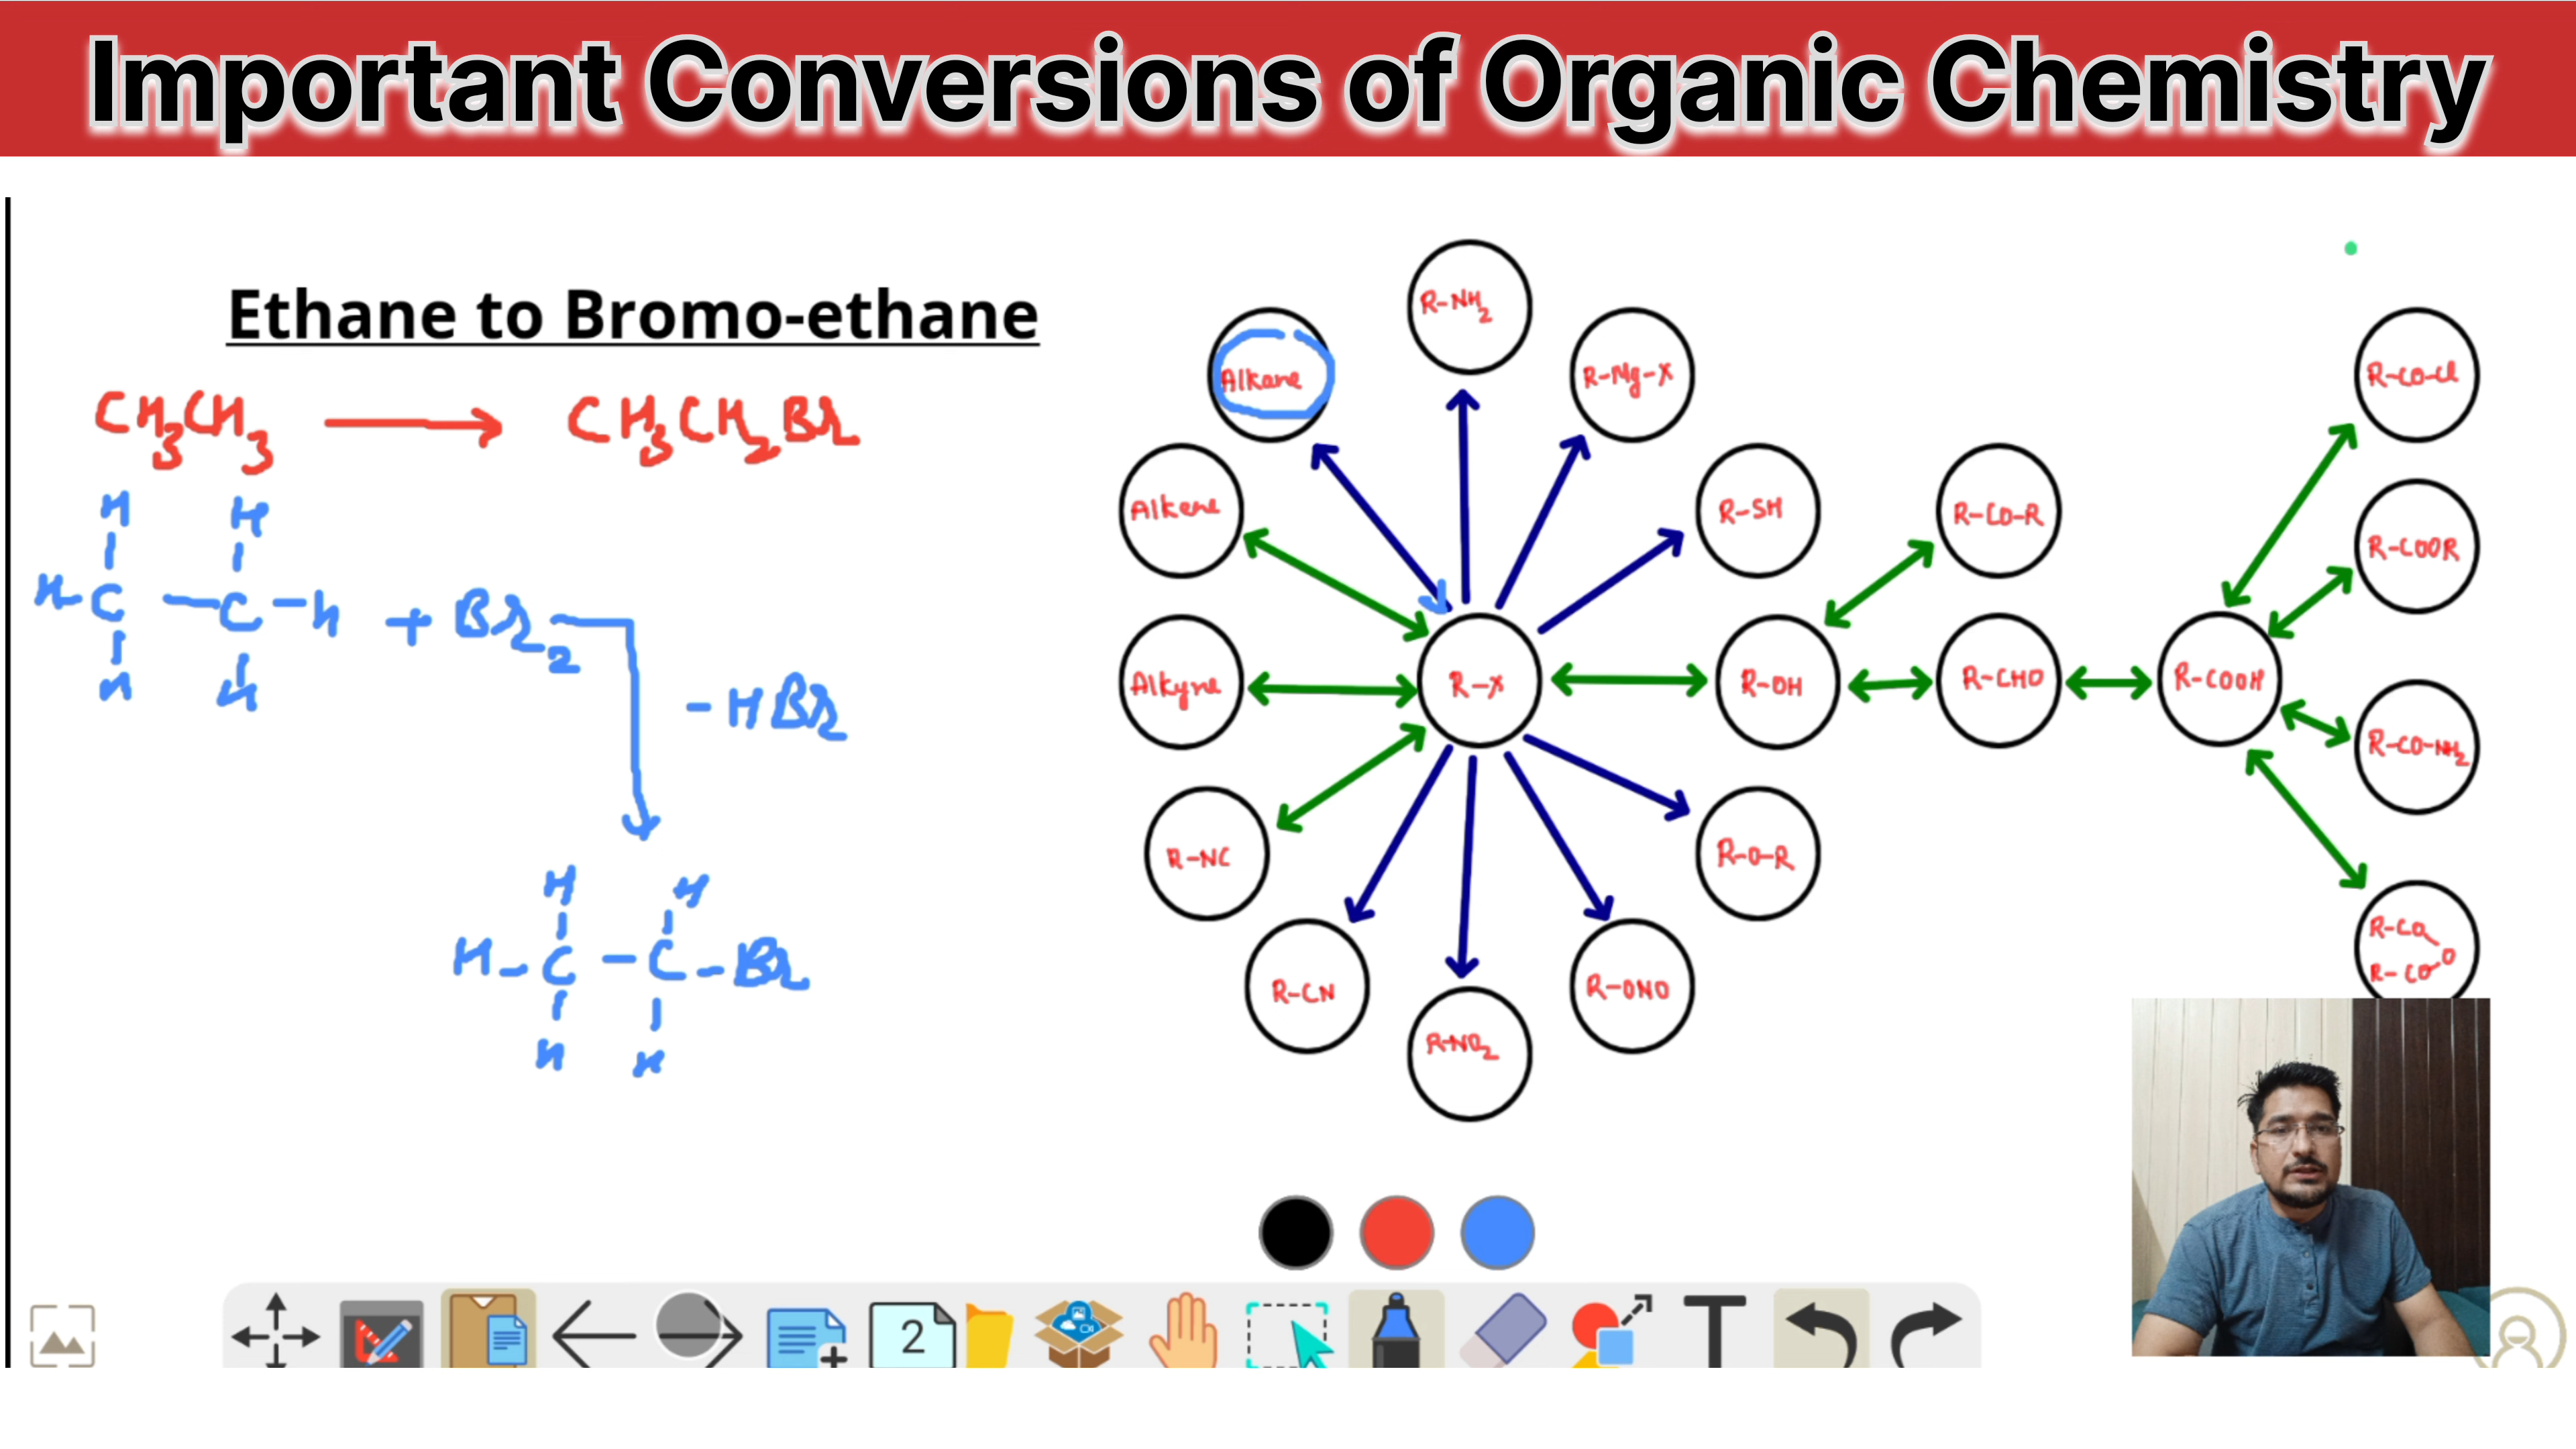 Important Conversions of Organic Chemistry
Ethane to Bromo-ethane
CH3CH3 → CH3CH2Br
H H
H-C-C-H + Br2
H H
-HBr
H H
H-C-C-Br
H H
R-NH2
Alkane
R-Mg-X
Alkene
R-SH
Alkyne
R-X
R-NC
R-O-R
R-CN
R-ONO
R-NO2
R-CO-R
R-OH
R-CHO
R-COOH
R-CO-Cl
R-COOR
R-CO-NH2
R-CO
O
R-CO
2
T